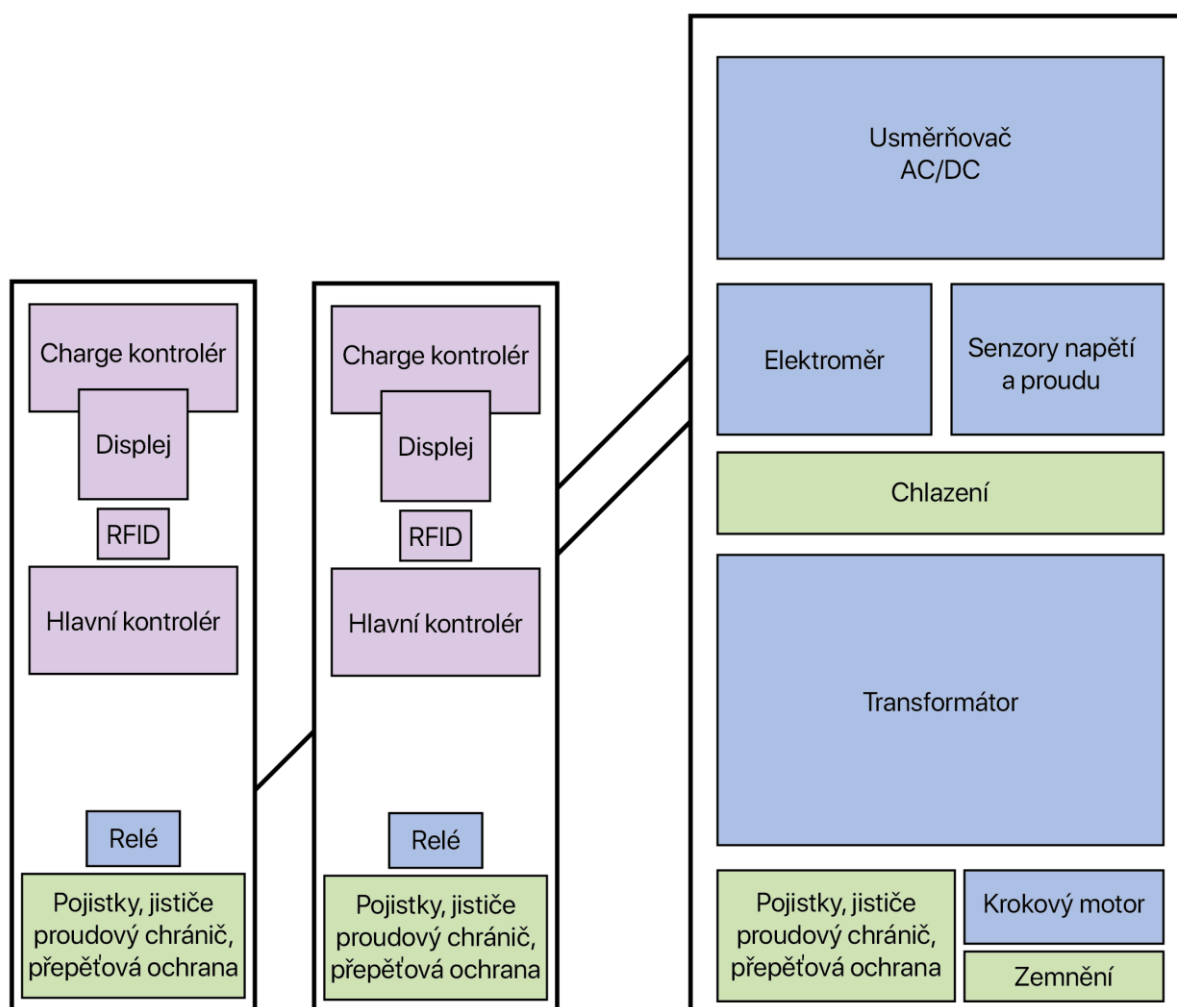 Charge kontrolér
Displej
RFID
Hlavní kontrolér
Relé
Pojistky, jističe
proudový chránič,
přepěťová ochrana
Charge kontrolér
Displej
RFID
Hlavní kontrolér
Relé
Pojistky, jističe
proudový chránič,
přepěťová ochrana
Usměrňovač
AC/DC
Elektroměr
Senzory napětí
a proudu
Chlazení
Transformátor
Pojistky, jističe
proudový chránič,
přepěťová ochrana
Krokový motor
Zemnění